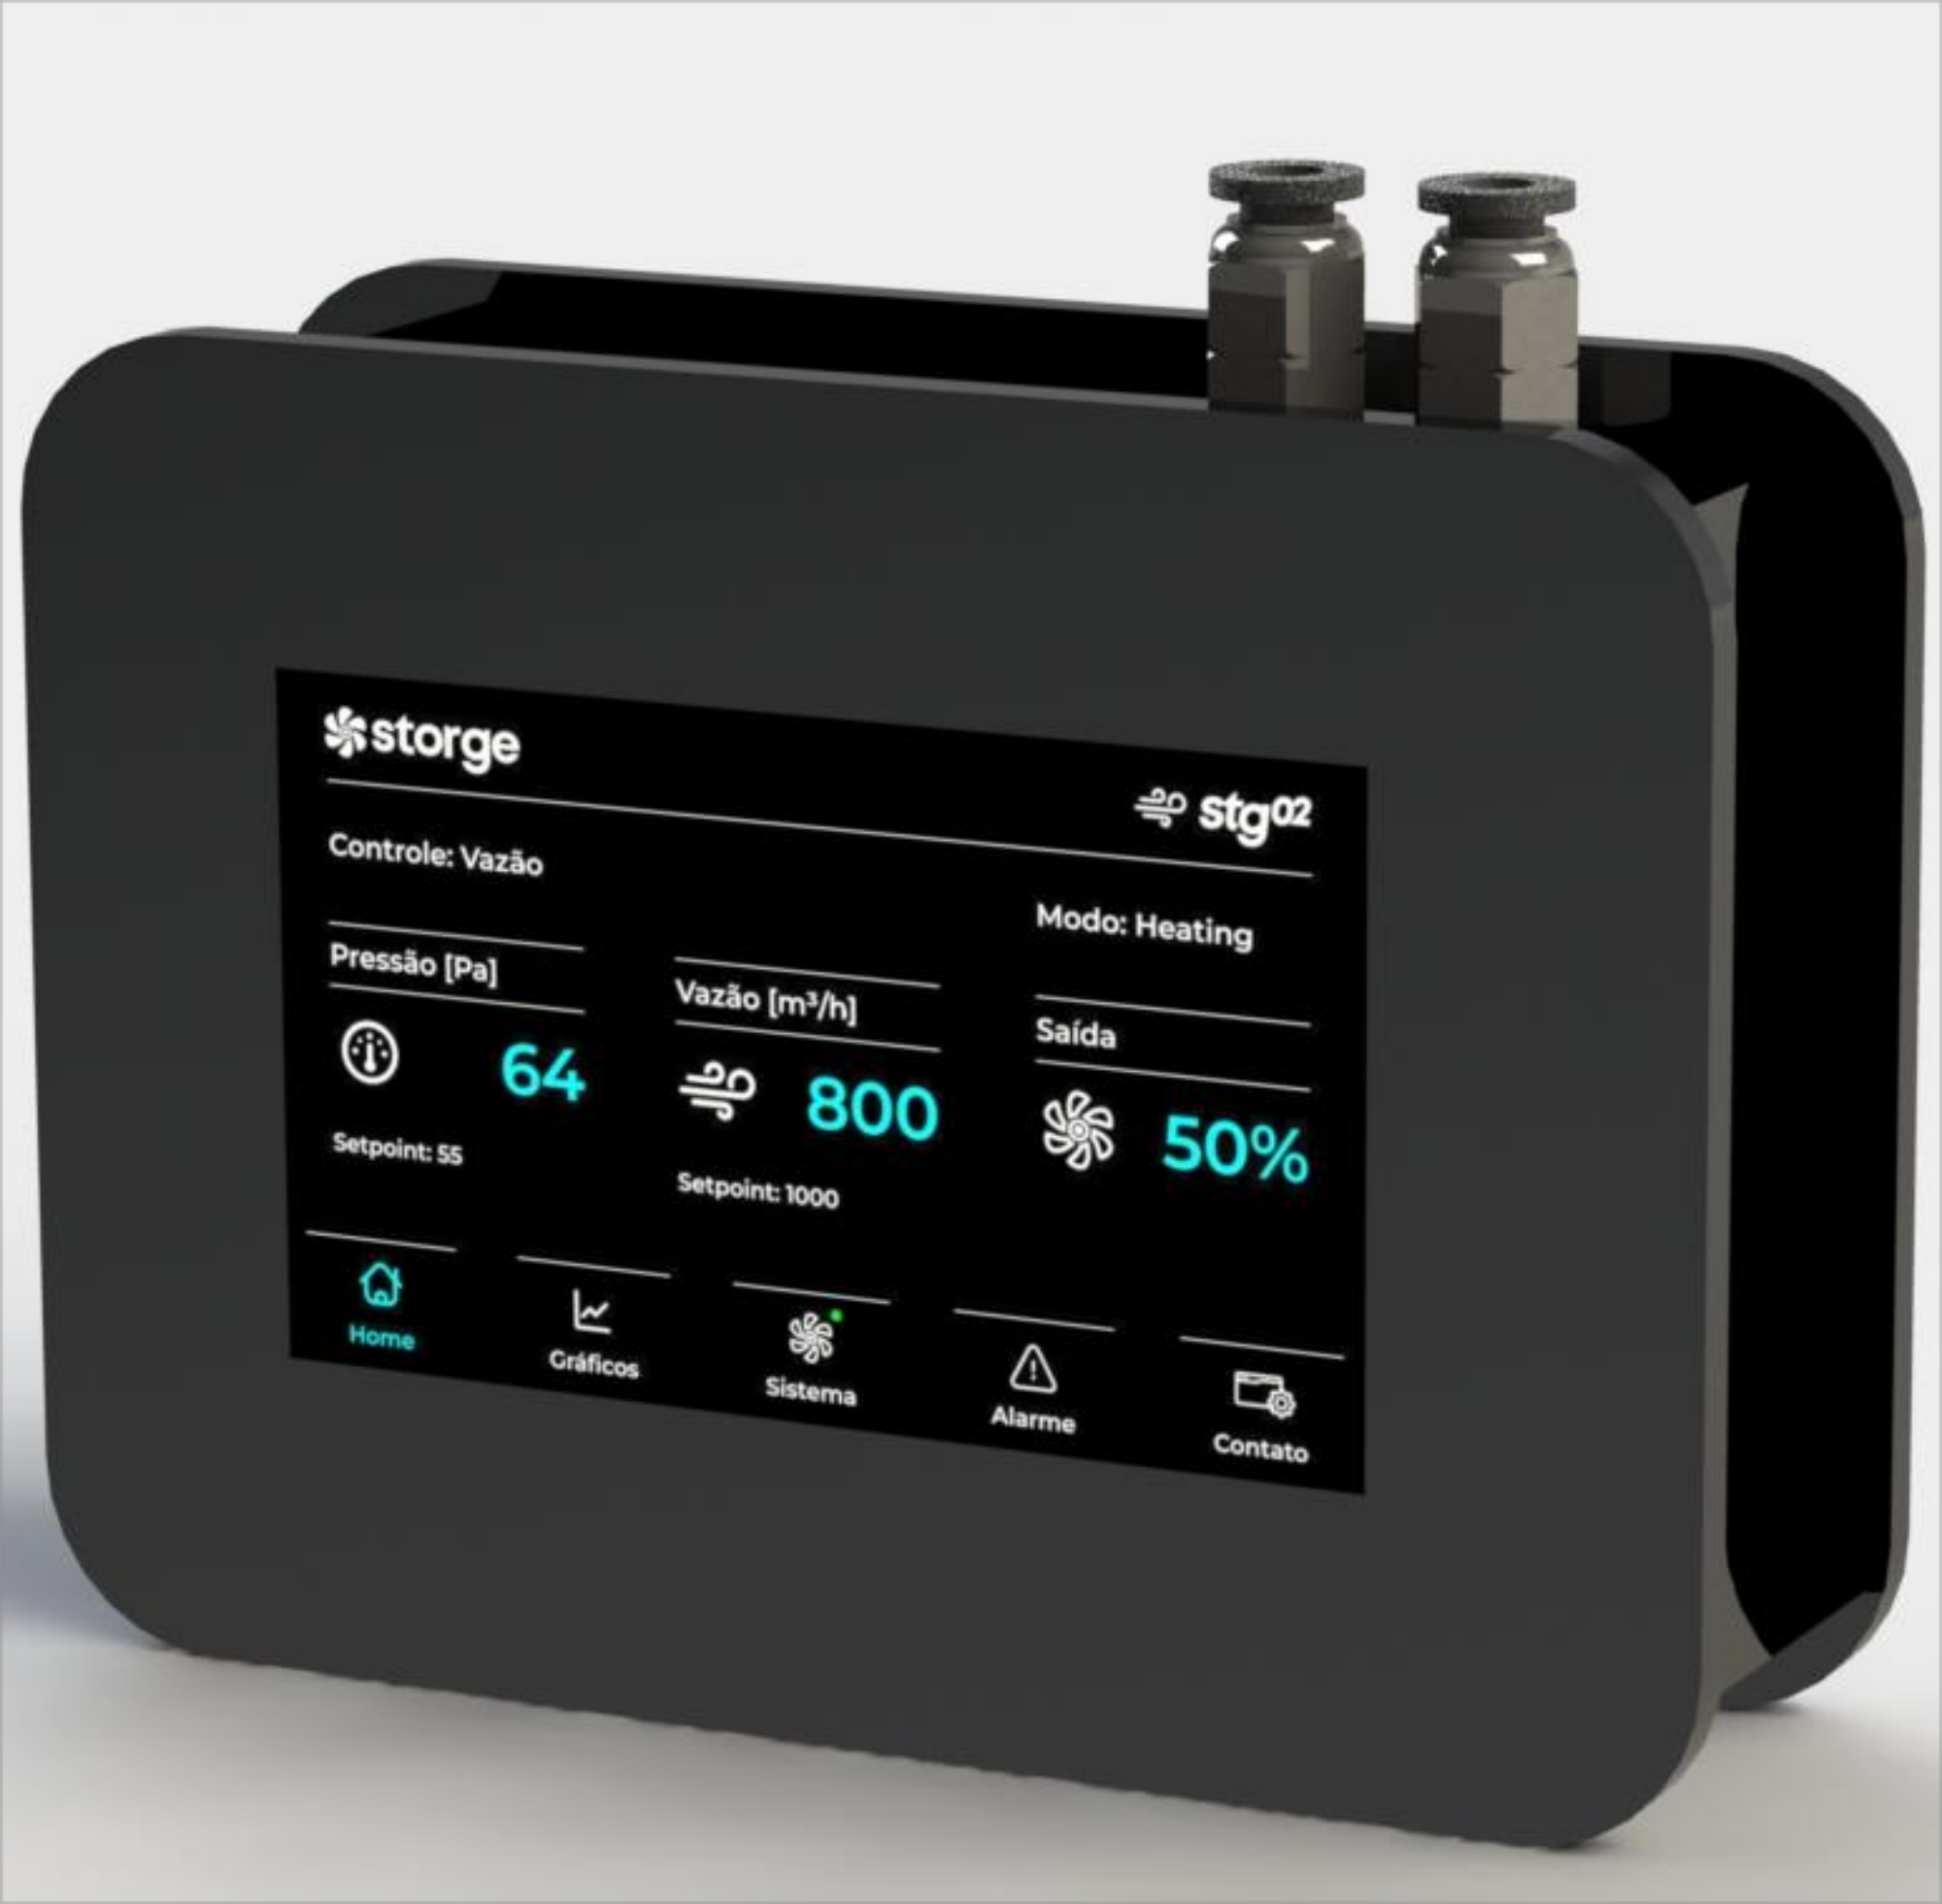 storge
stg02
Controle: Vazão
Modo: Heating
Pressão [Pa]
Vazão [m³/h]
Saída
64
800
50%
Setpoint: 55
Setpoint: 1000
Home
Gráficos
Sistema
Alarme
Contato